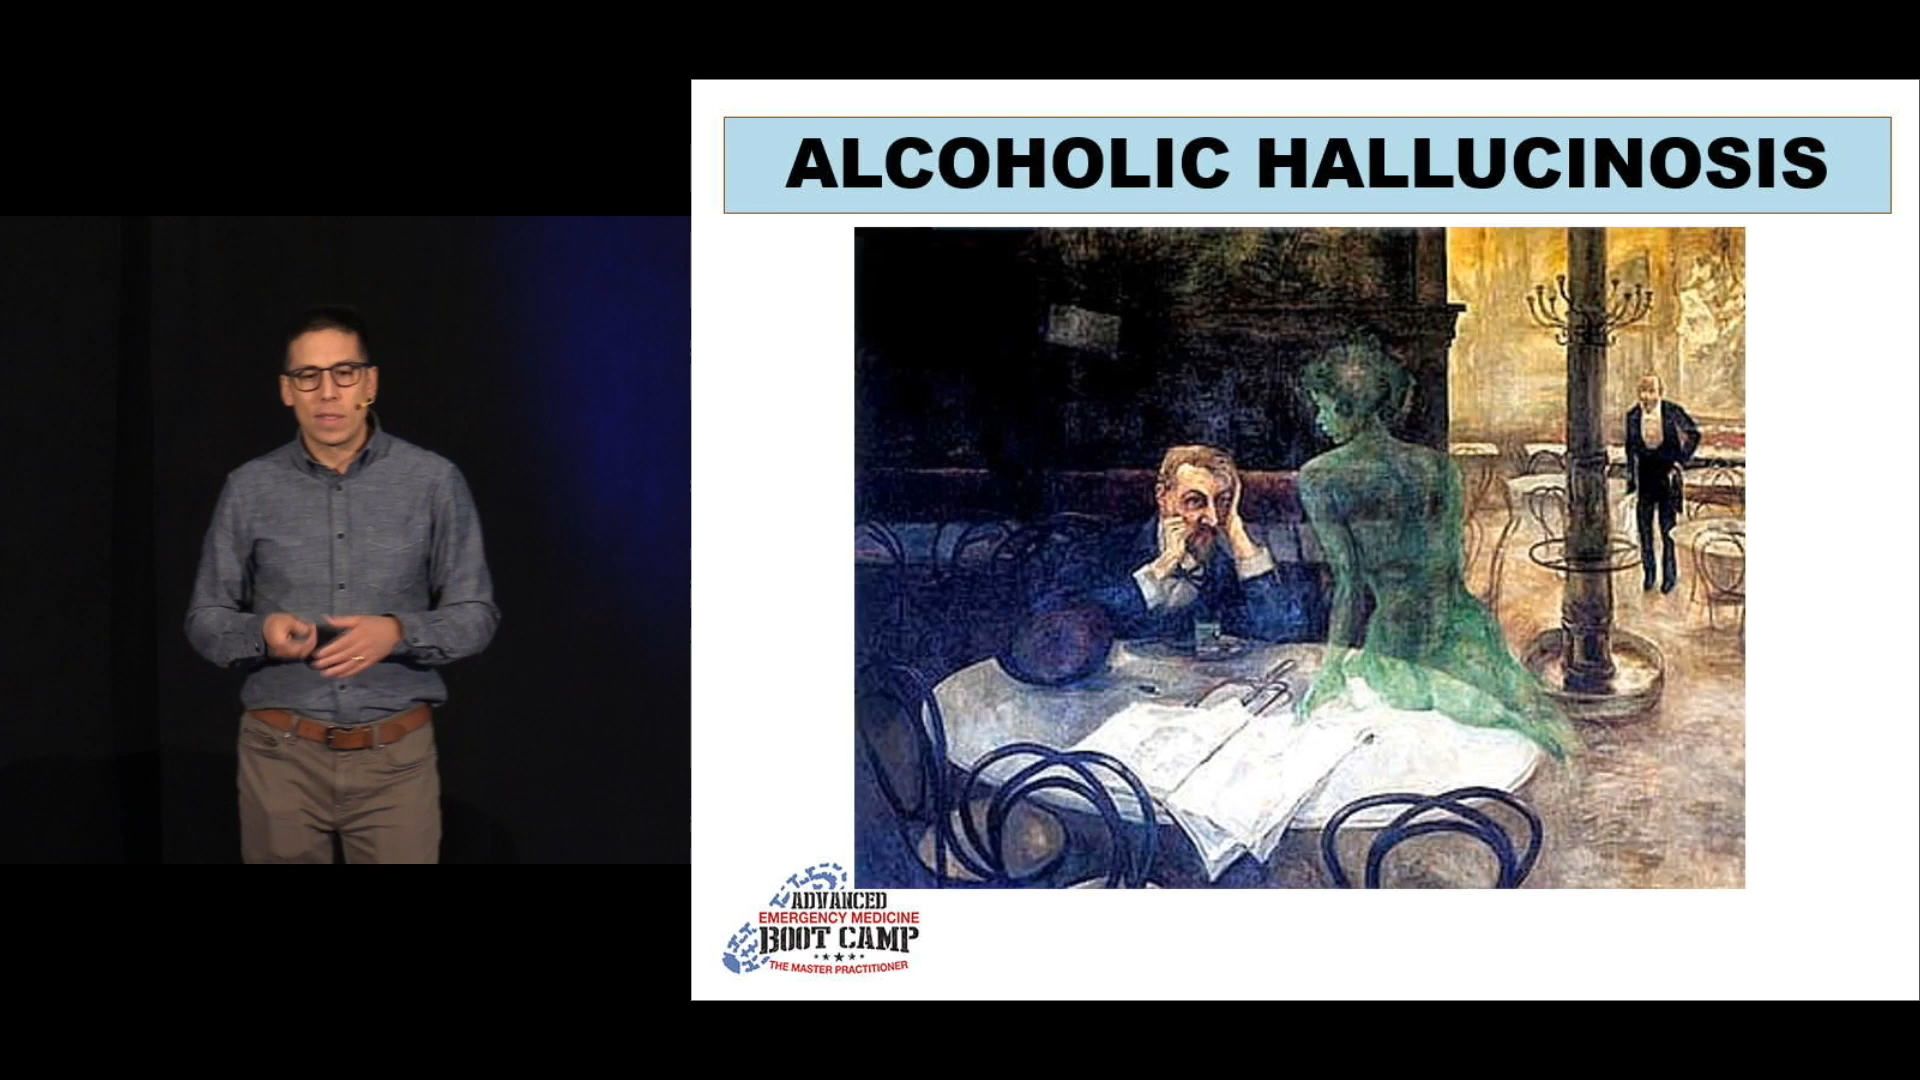 ALCOHOLIC HALLUCINOSIS
ADVANCED
EMERGENCY MEDICINE
BOOT CAMP
THE MASTER PRACTITIONER